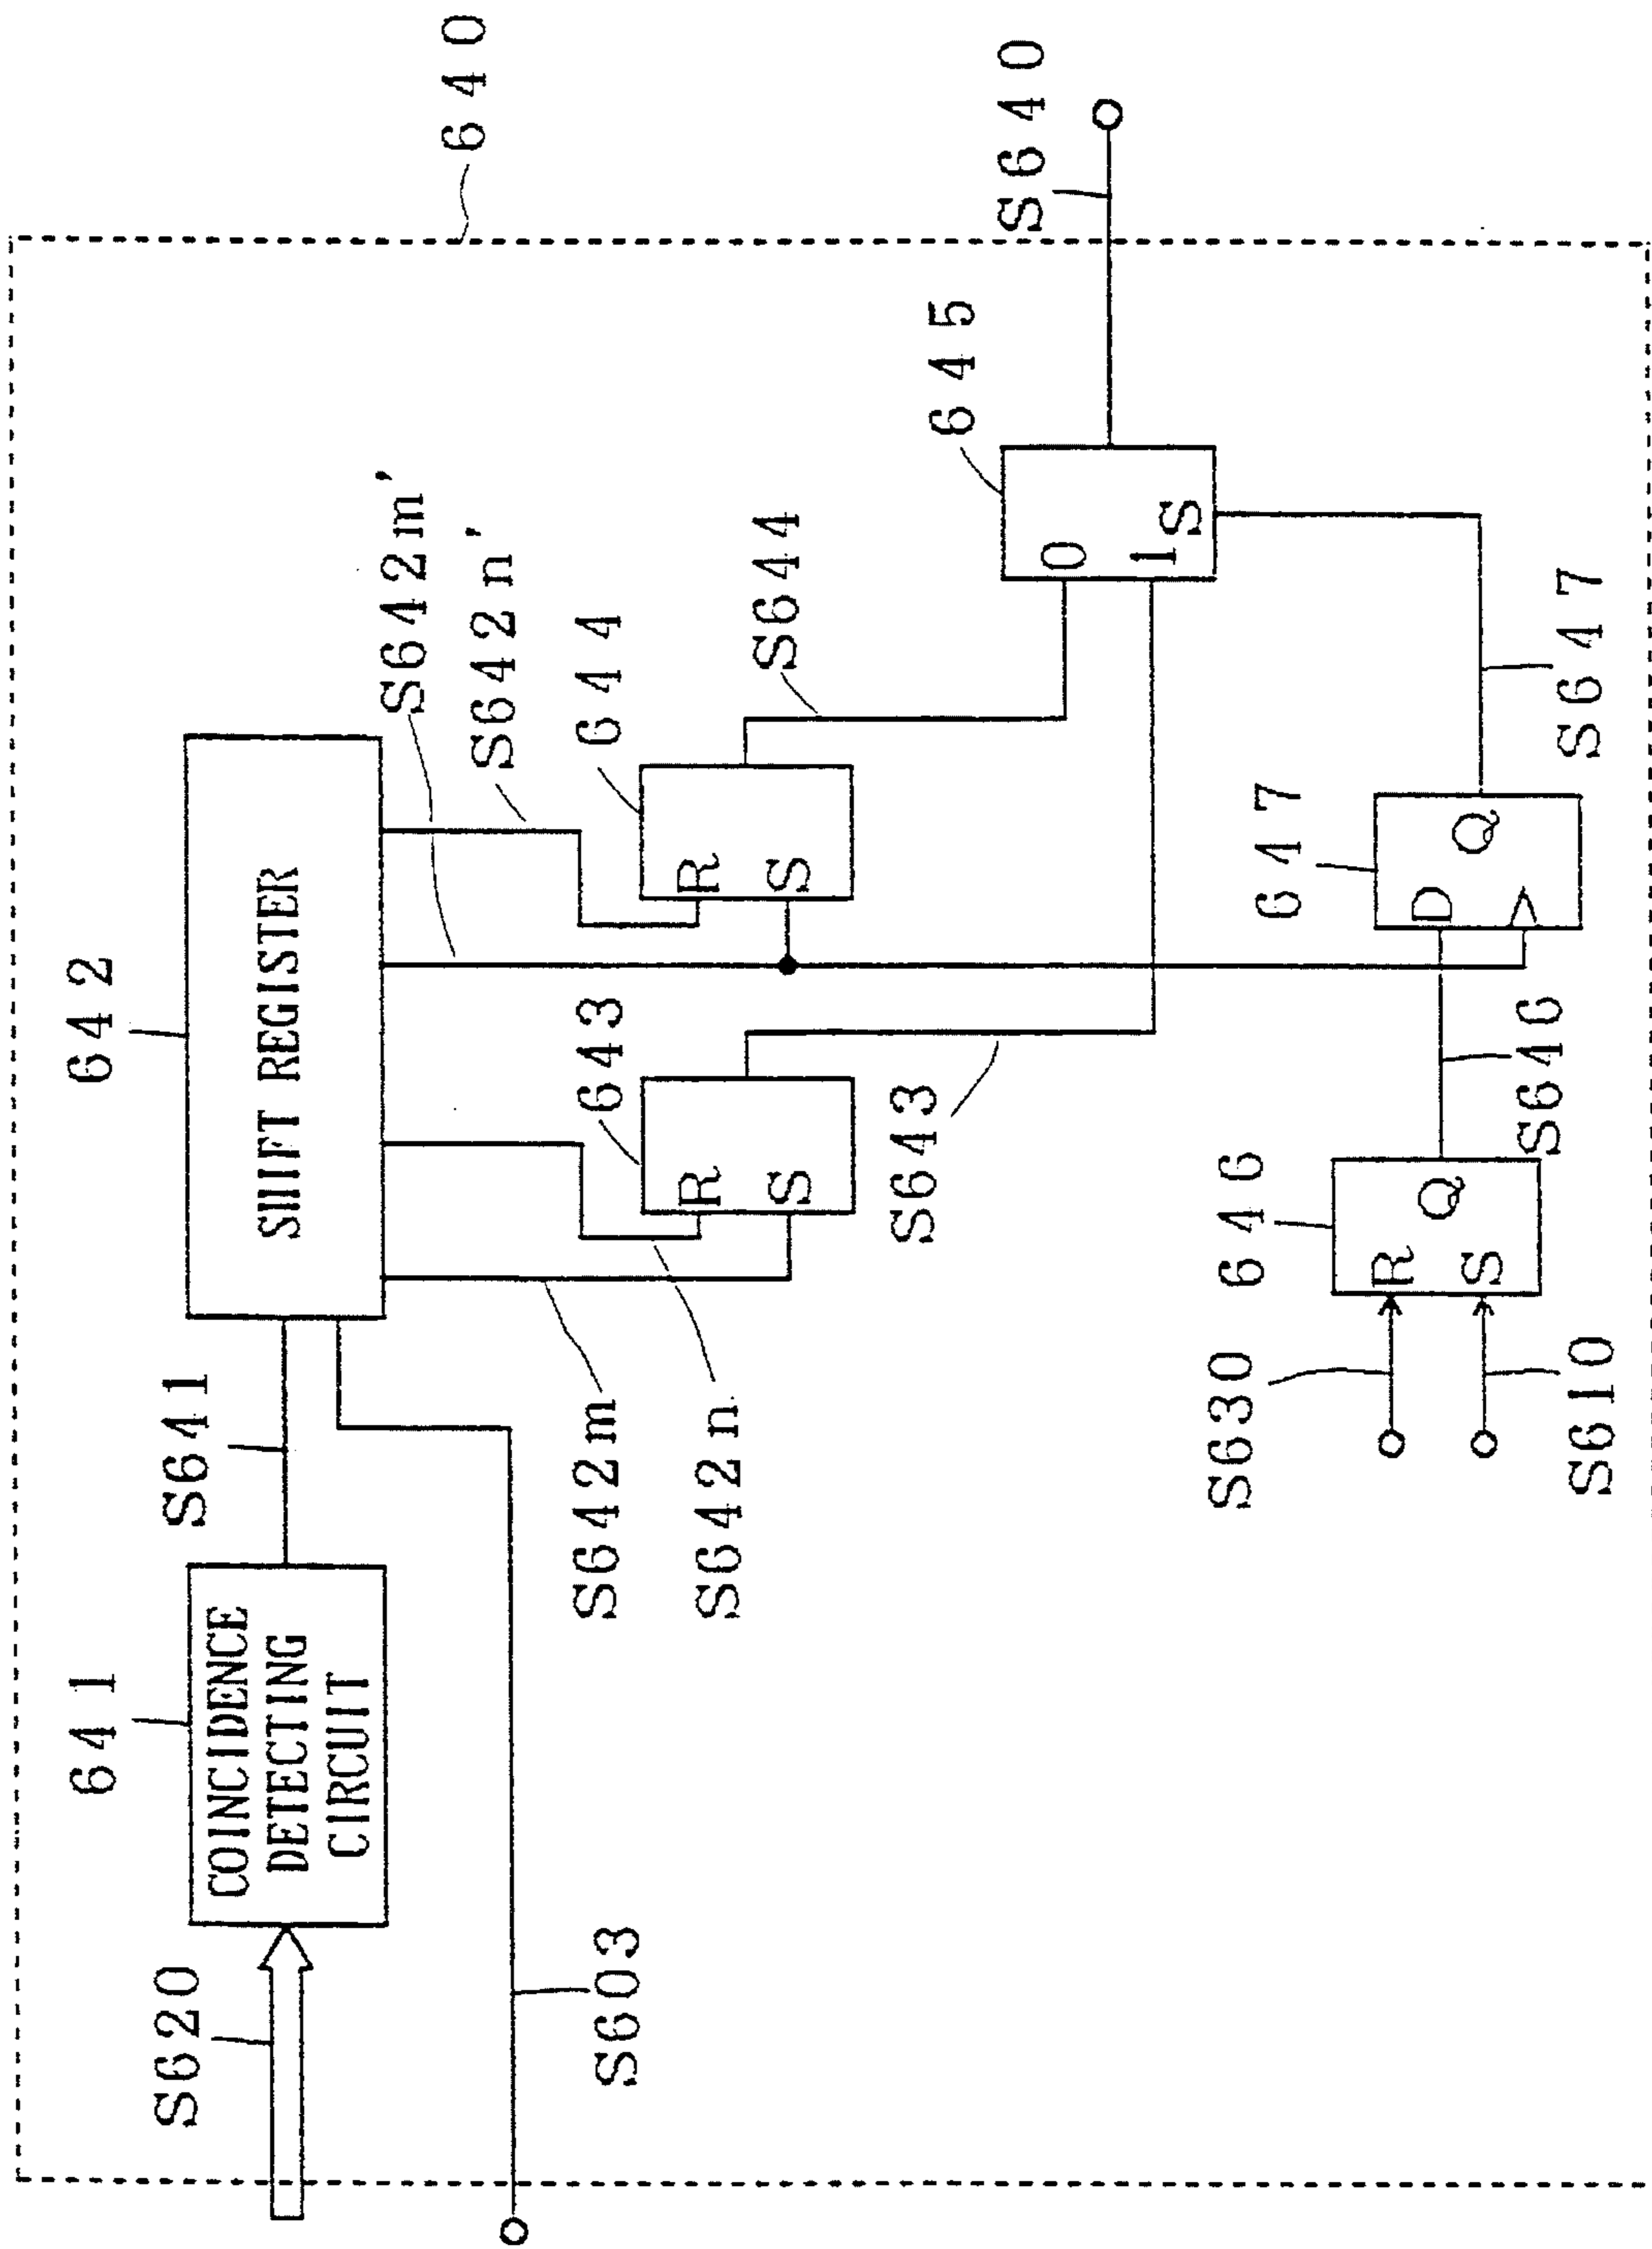 640
642
641
S641
S620
COINCIDENCE
DETECTING
CIRCUIT
SHIFT REGISTER
S603
S642m
S642n
S642m'
S642n'
643
R
S
644
R
S
S643
S644
645
0
1
S
S640
S630
S610
646
R
S
Q
S646
647
D
Q
S647